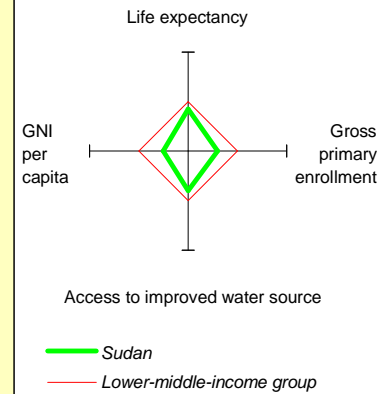 Life expectancy
GNI
per
capita
Gross
primary
enrollment
Access to improved water source
Sudan
Lower-middle-income group